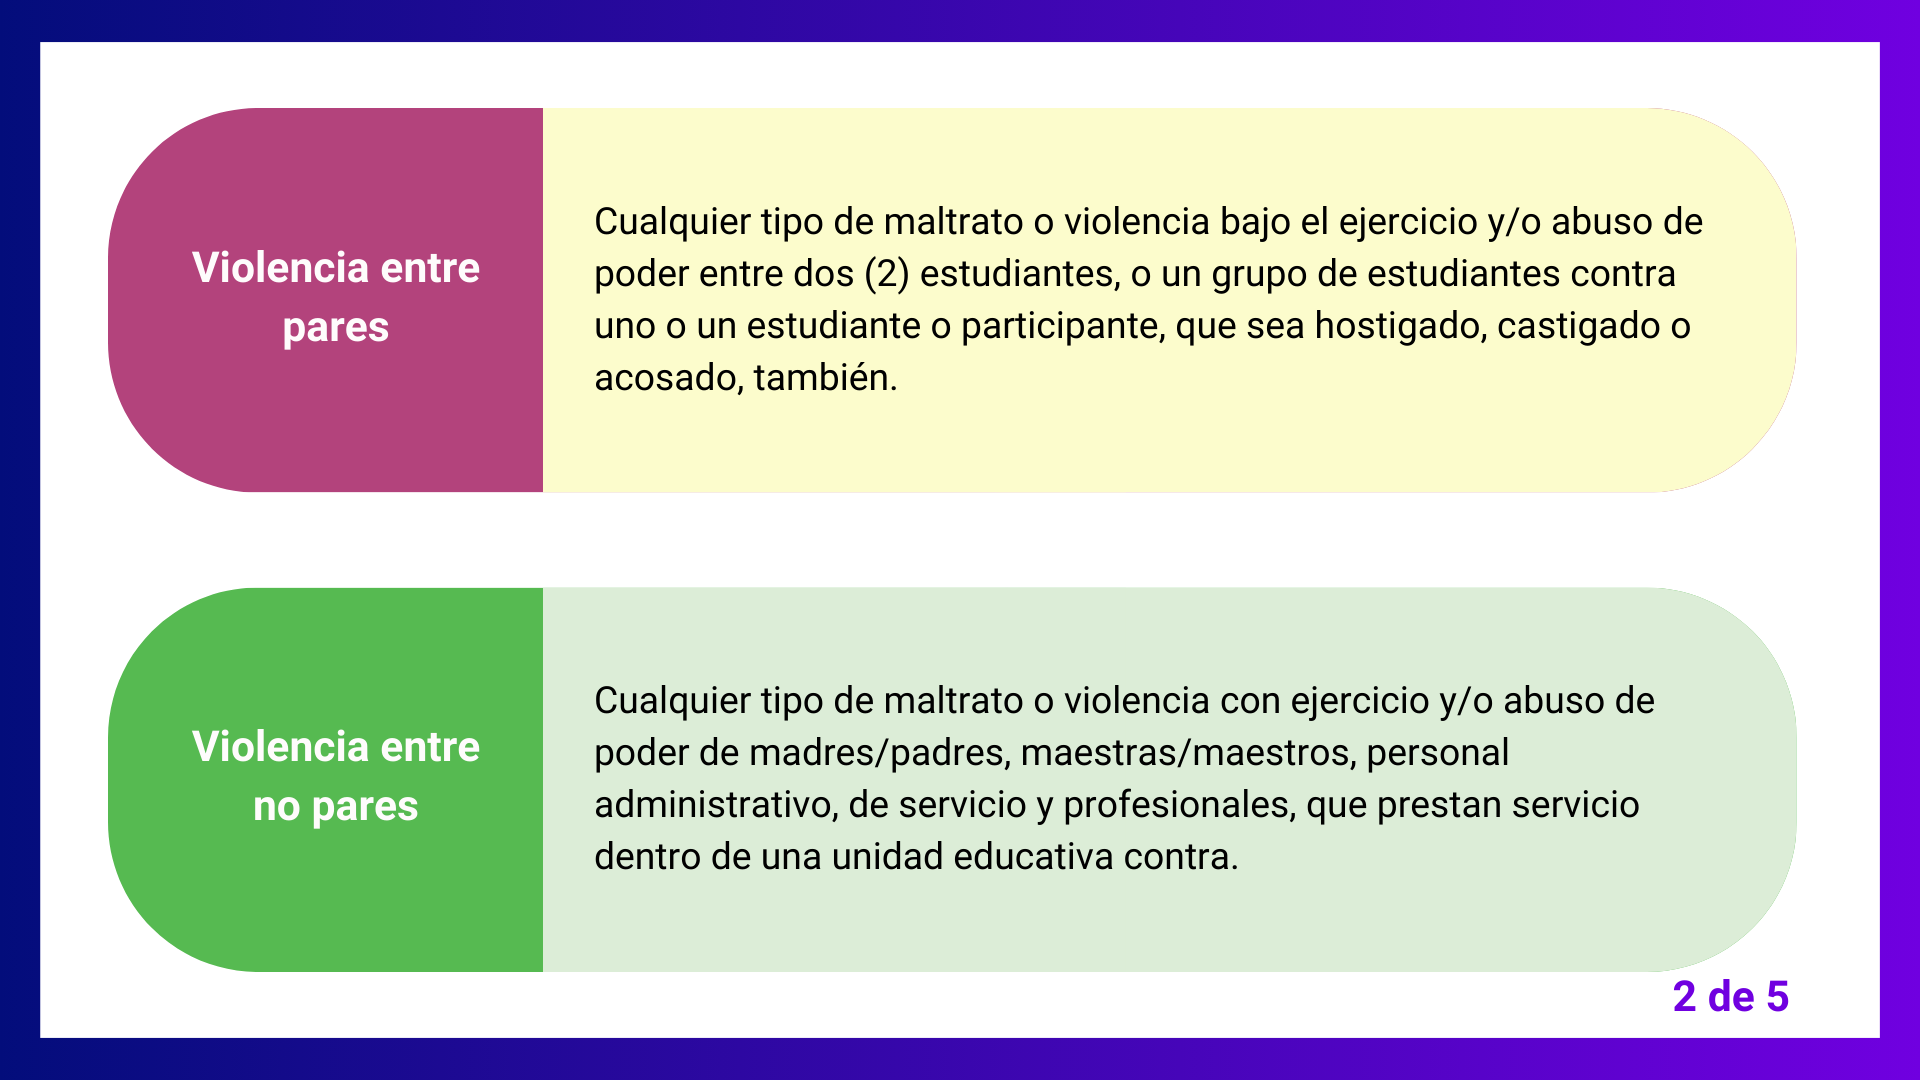 Violencia entre
pares
Cualquier tipo de maltrato o violencia bajo el ejercicio y/o abuso de
poder entre dos (2) estudiantes, o un grupo de estudiantes contra
uno o un estudiante o participante, que sea hostigado, castigado o
acosado, también.
Violencia entre
no pares
Cualquier tipo de maltrato o violencia con ejercicio y/o abuso de
poder de madres/padres, maestras/maestros, personal
administrativo, de servicio y profesionales, que prestan servicio
dentro de una unidad educativa contra.
2 de 5